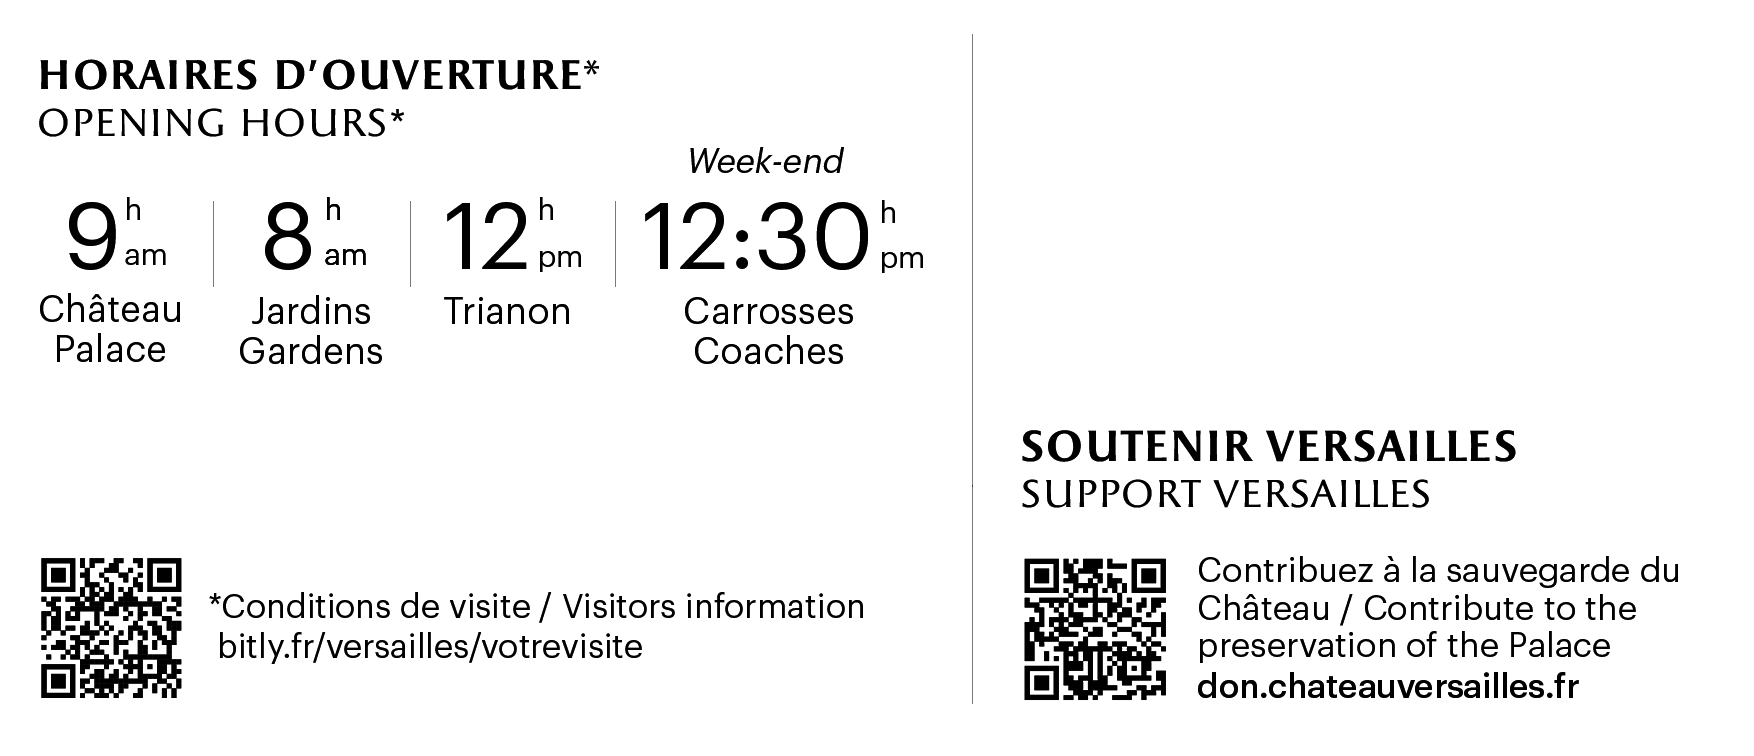 HORAIRES D’OUVERTURE*
OPENING HOURS*
9 h am
Château
Palace
8 h am
Jardins
Gardens
12 h pm
Trianon
Week-end
12:30 h pm
Carrosses
Coaches
*Conditions de visite / Visitors information
bitly.fr/versailles/votrevisite
SOUTENIR VERSAILLES
SUPPORT VERSAILLES
Contribuez à la sauvegarde du
Château / Contribute to the
preservation of the Palace
don.chateauversailles.fr